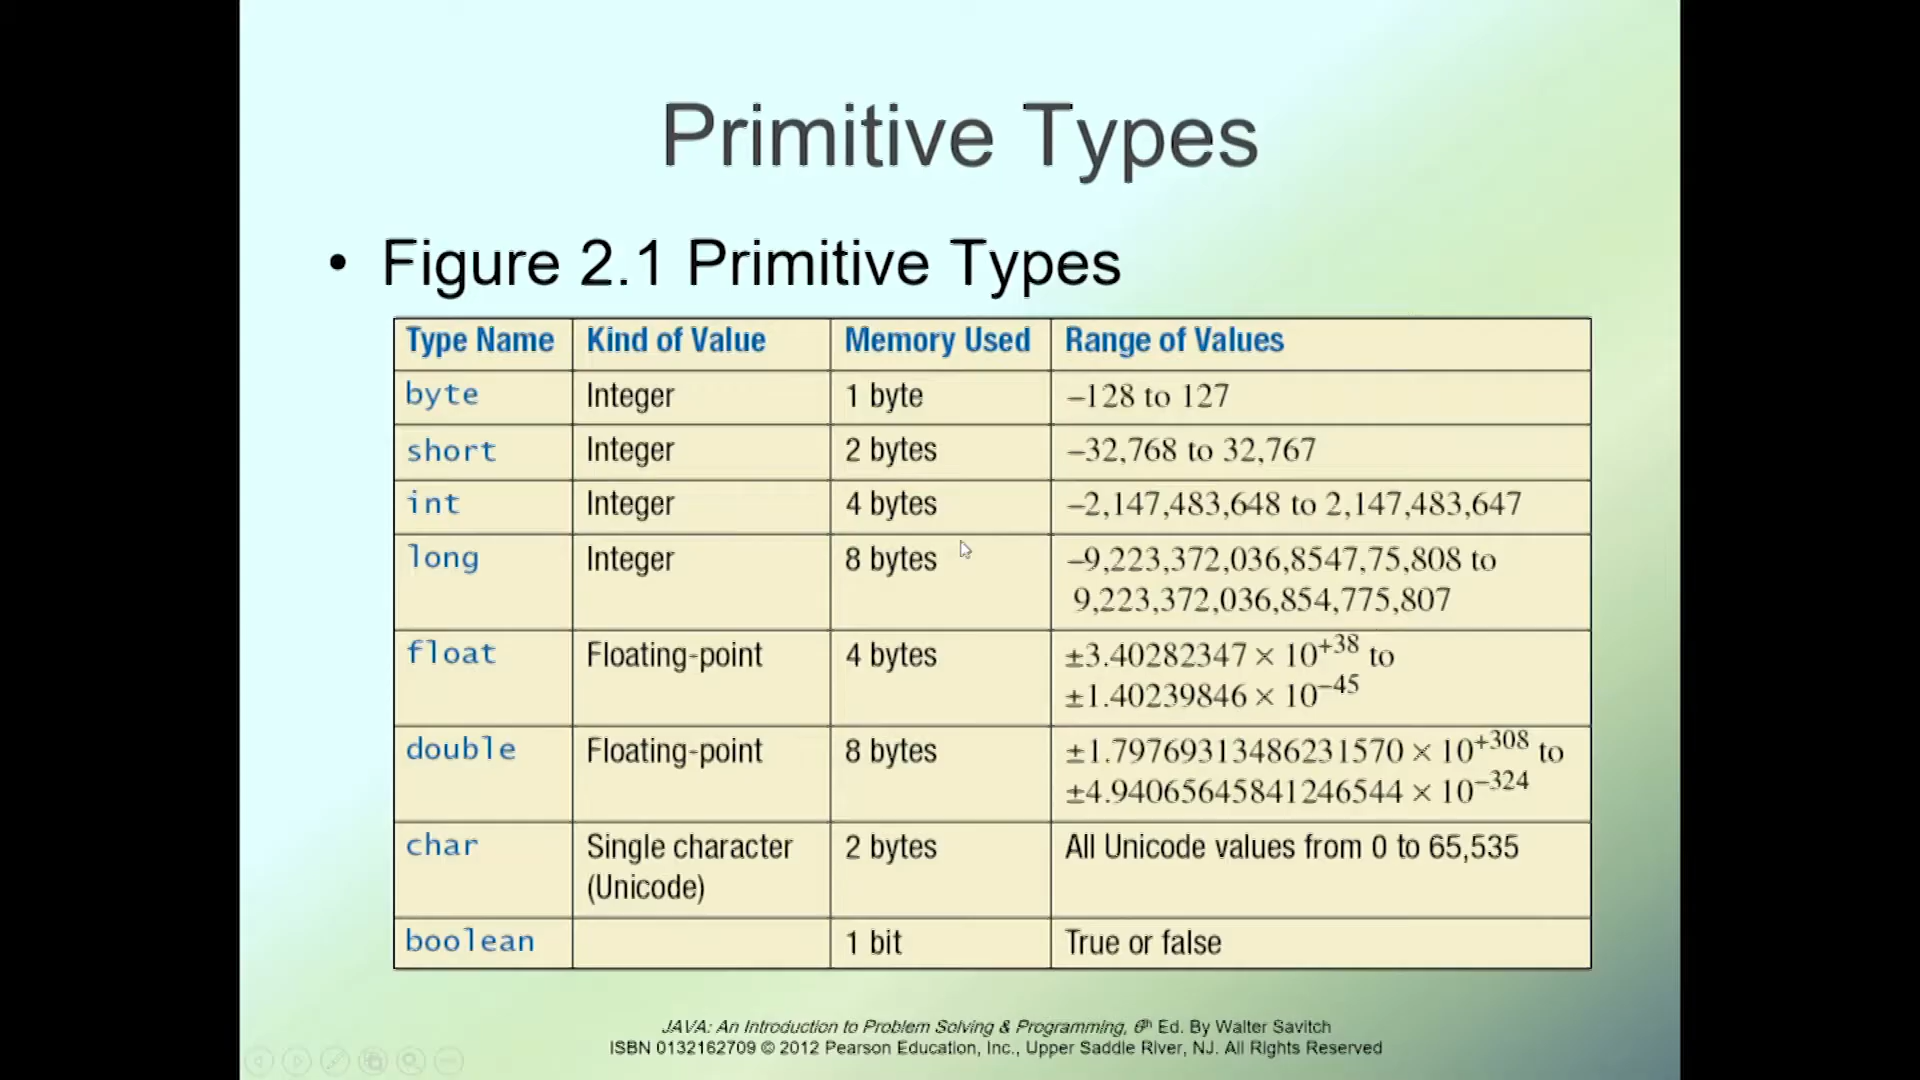 Primitive Types
• Figure 2.1 Primitive Types
Type Name Kind of Value Memory Used Range of Values
byte Integer 1 byte –128 to 127
short Integer 2 bytes –32,768 to 32,767
int Integer 4 bytes –2,147,483,648 to 2,147,483,647
long Integer 8 bytes –9,223,372,036,8547,75,808 to
9,223,372,036,854,775,807
float Floating-point 4 bytes ±3.40282347 × 10⁺³⁸ to
±1.40239846 × 10⁻⁴⁵
double Floating-point 8 bytes ±1.79769313486231570 × 10⁺³⁰⁸ to
±4.94065645841246544 × 10⁻³²⁴
char Single character 2 bytes All Unicode values from 0 to 65,535
(Unicode)
boolean 1 bit True or false
JAVA: An Introduction to Problem Solving & Programming, 6th Ed. By Walter Savitch
ISBN 0132162709 © 2012 Pearson Education, Inc., Upper Saddle River, NJ. All Rights Reserved